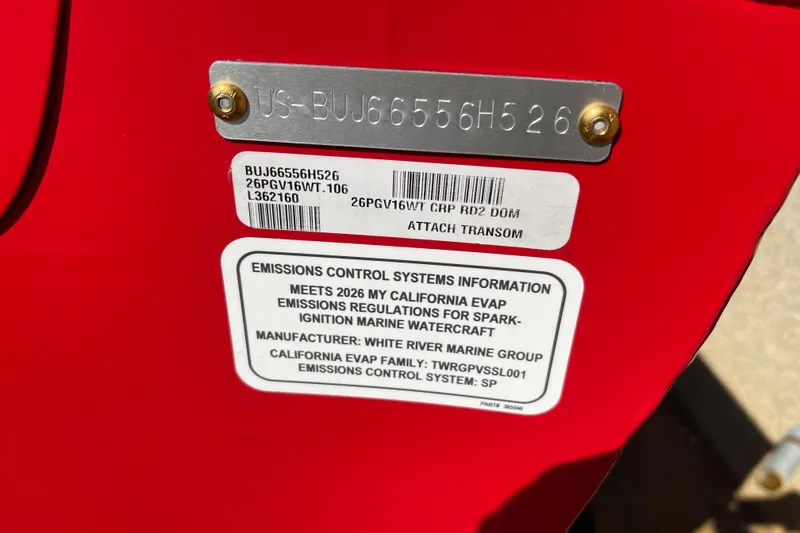 US-BUJ66556H526
BUJ66556H526
26PGV16WT.106
L362160
26PGV16WT CRP RD2 DOM
ATTACH TRANSOM
EMISSIONS CONTROL SYSTEMS INFORMATION
MEETS 2026 MY CALIFORNIA EVAP
EMISSIONS REGULATIONS FOR SPARK-
IGNITION MARINE WATERCRAFT
MANUFACTURER: WHITE RIVER MARINE GROUP
CALIFORNIA EVAP FAMILY: TWRGPVSSL001
EMISSIONS CONTROL SYSTEM: SP
PART#